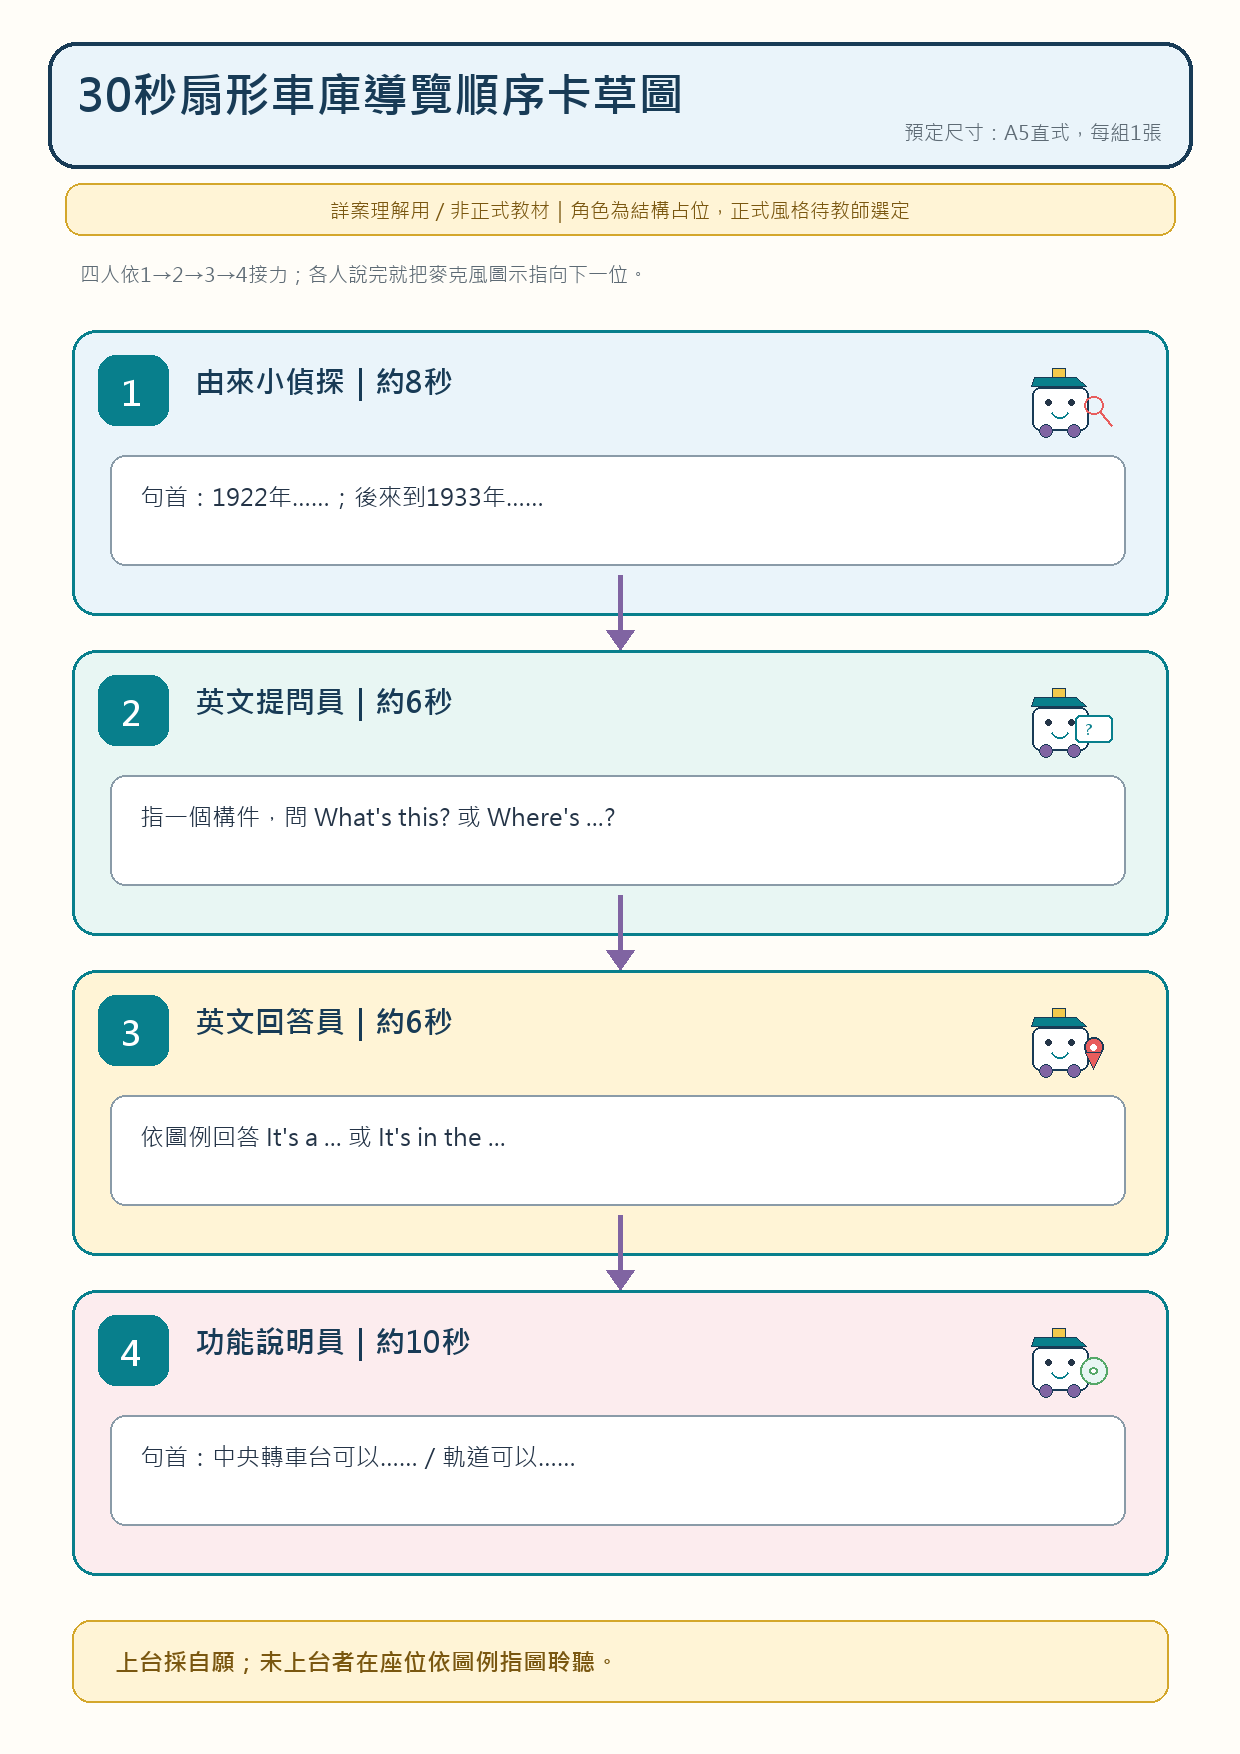 30秒扇形車庫導覽順序卡草圖
預定尺寸：A5直式，每組1張
詳案理解用 / 非正式教材｜角色為結構占位，正式風格待教師選定
四人依1→2→3→4接力；各人說完就把麥克風圖示指向下一位。
1
由來小偵探｜約8秒
句首：1922年……；後來到1933年……
2
英文提問員｜約6秒
?
指一個構件，問 What's this? 或 Where's ...?
3
英文回答員｜約6秒
依圖例回答 It's a ... 或 It's in the ...
4
功能說明員｜約10秒
句首：中央轉車台可以…… / 軌道可以……
上台採自願；未上台者在座位依圖例指圖聆聽。